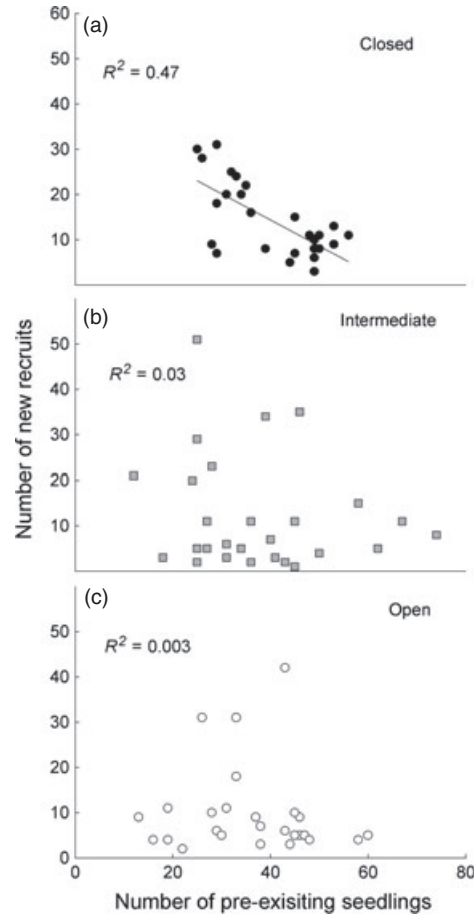 60
(a)
Closed
R² = 0.47
50
40
30
20
10
(b)
Intermediate
50
R² = 0.03
40
30
20
10
(c)
Open
50
R² = 0.003
40
30
20
10
0
0 20 40 60 80
Number of new recruits
Number of pre-exisiting seedlings